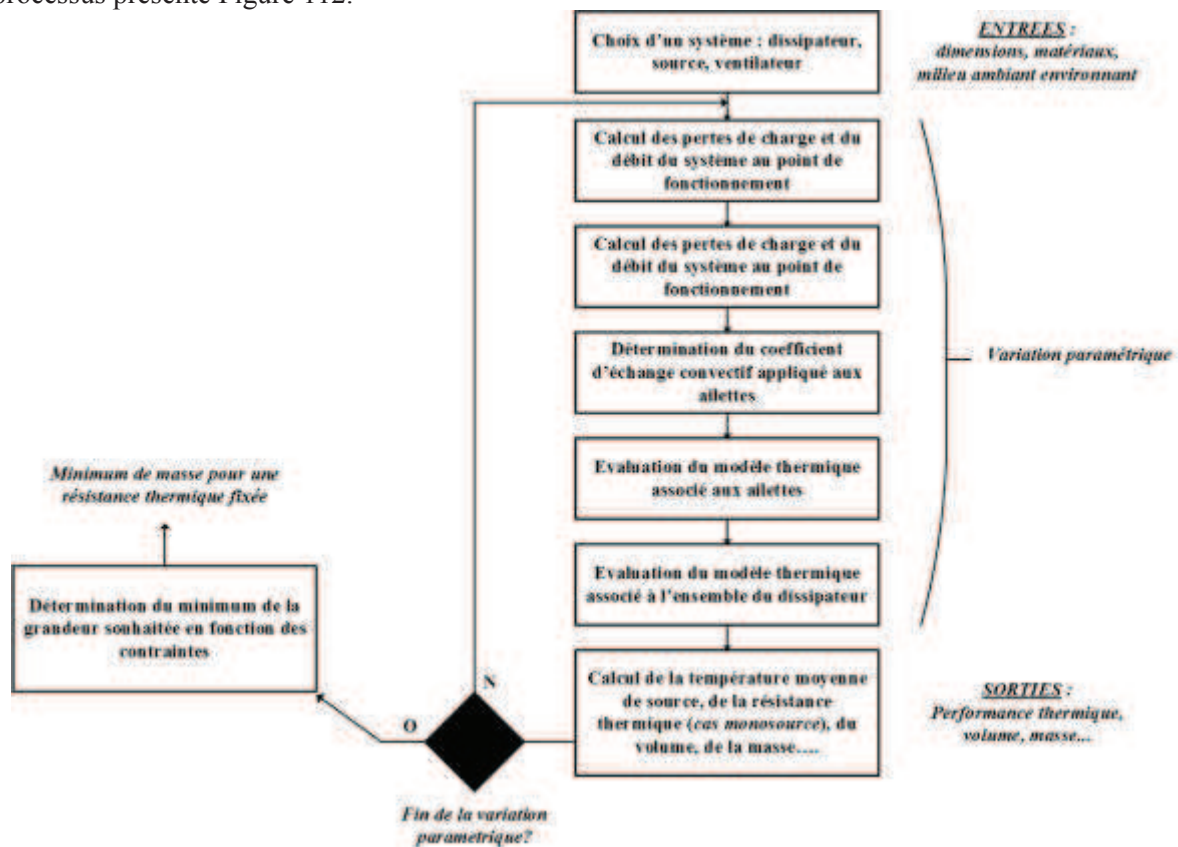 processus présenté Figure 112.
Choix d'un système : dissipateur,
source, ventilateur
ENTREES :
dimensions, matériaux,
milieu ambiant environnant
Calcul des pertes de charge et du
débit du système au point de
fonctionnement
Calcul des pertes de charge et du
débit du système au point de
fonctionnement
Détermination du coefficient
d'échange convectif appliqué aux
ailettes
Variation paramétrique
Evaluation du modèle thermique
associé aux ailettes
Evaluation du modèle thermique
associé à l'ensemble du dissipateur
Calcul de la température moyenne
de source, de la résistance
thermique (cas monosource), du
volume, de la masse....
SORTIES :
Performance thermique,
volume, masse...
N
O
Fin de la variation
parametrique?
Détermination du minimum de la
grandeur souhaitée en fonction des
contraintes
Minimum de masse pour une
résistance thermique fixée